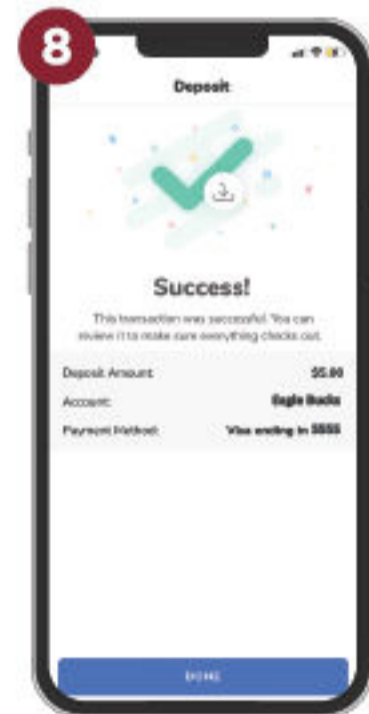 8
Deposit
Success!
This transaction was successful. You can
review it to make sure everything checks out.
Deposit Amount: $5.00
Account: Eagle Bucks
Payment Method: Visa ending in 5555
DONE